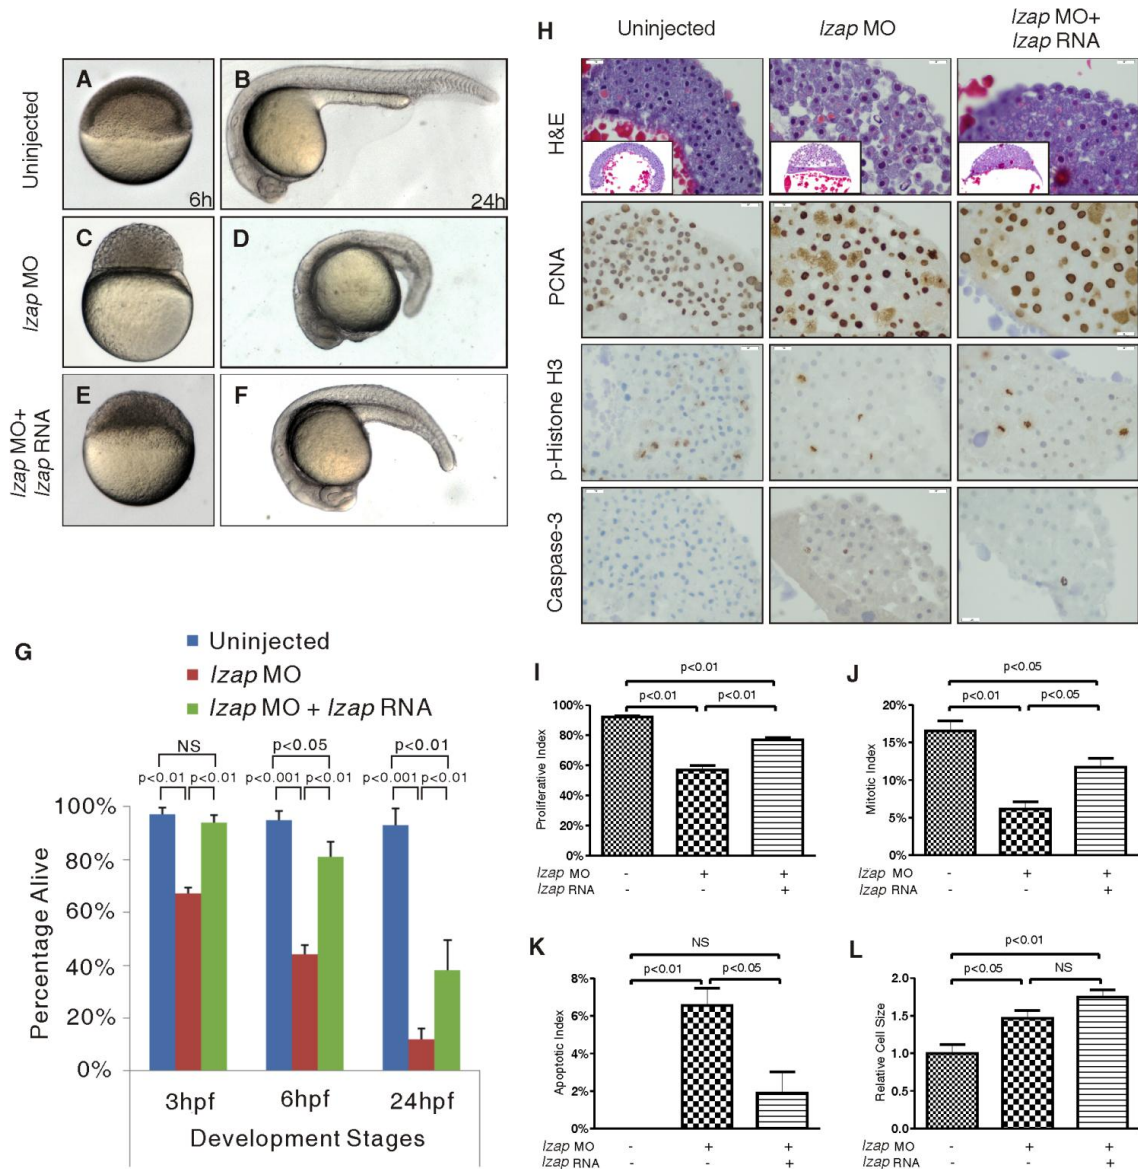 A
B
Uninjected
6h
24h
C
D
lzap MO
E
F
lzap MO+
lzap RNA
H
Uninjected
lzap MO
lzap MO+
lzap RNA
H&E
PCNA
p-Histone H3
Caspase-3
G
Uninjected
lzap MO
lzap MO + lzap RNA
NS
p<0.05
p<0.01
p<0.01 p<0.01
p<0.001 p<0.01
p<0.001 p<0.01
100%
80%
60%
40%
20%
0%
Percentage Alive
3hpf
6hpf
24hpf
Development Stages
I
p<0.01
p<0.01
p<0.01
100%
80%
60%
40%
20%
0%
Proliferative Index
lzap MO - + +
lzap RNA - - +
J
p<0.05
p<0.01
p<0.05
20%
15%
10%
5%
0%
Mitotic Index
lzap MO - + +
lzap RNA - - +
K
NS
p<0.01
p<0.05
8%
6%
4%
2%
0%
Apoptotic Index
lzap MO - + +
lzap RNA - - +
L
p<0.01
p<0.05
NS
2.0
1.5
1.0
0.5
0.0
Relative Cell Size
lzap MO - + +
lzap RNA - - +